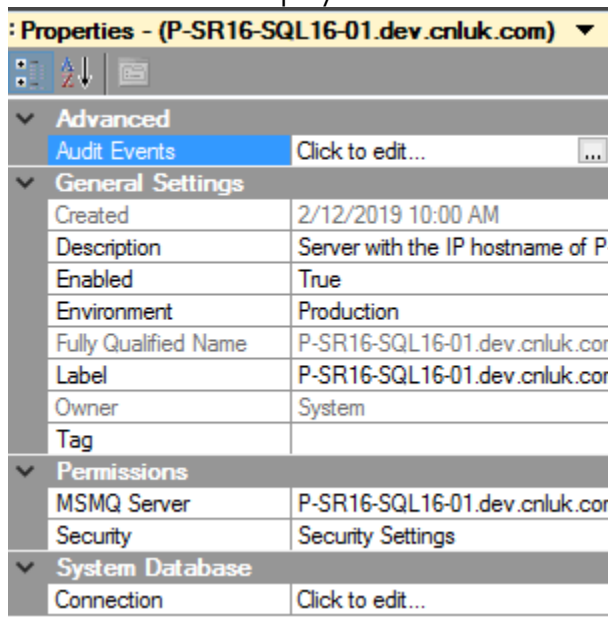 : Properties - (P-SR16-SQL16-01.dev.cnluk.com)
Advanced
Audit Events Click to edit... ...
General Settings
Created 2/12/2019 10:00 AM
Description Server with the IP hostname of P
Enabled True
Environment Production
Fully Qualified Name P-SR16-SQL16-01.dev.cnluk.cor
Label P-SR16-SQL16-01.dev.cnluk.cor
Owner System
Tag
Permissions
MSMQ Server P-SR16-SQL16-01.dev.cnluk.cor
Security Security Settings
System Database
Connection Click to edit...